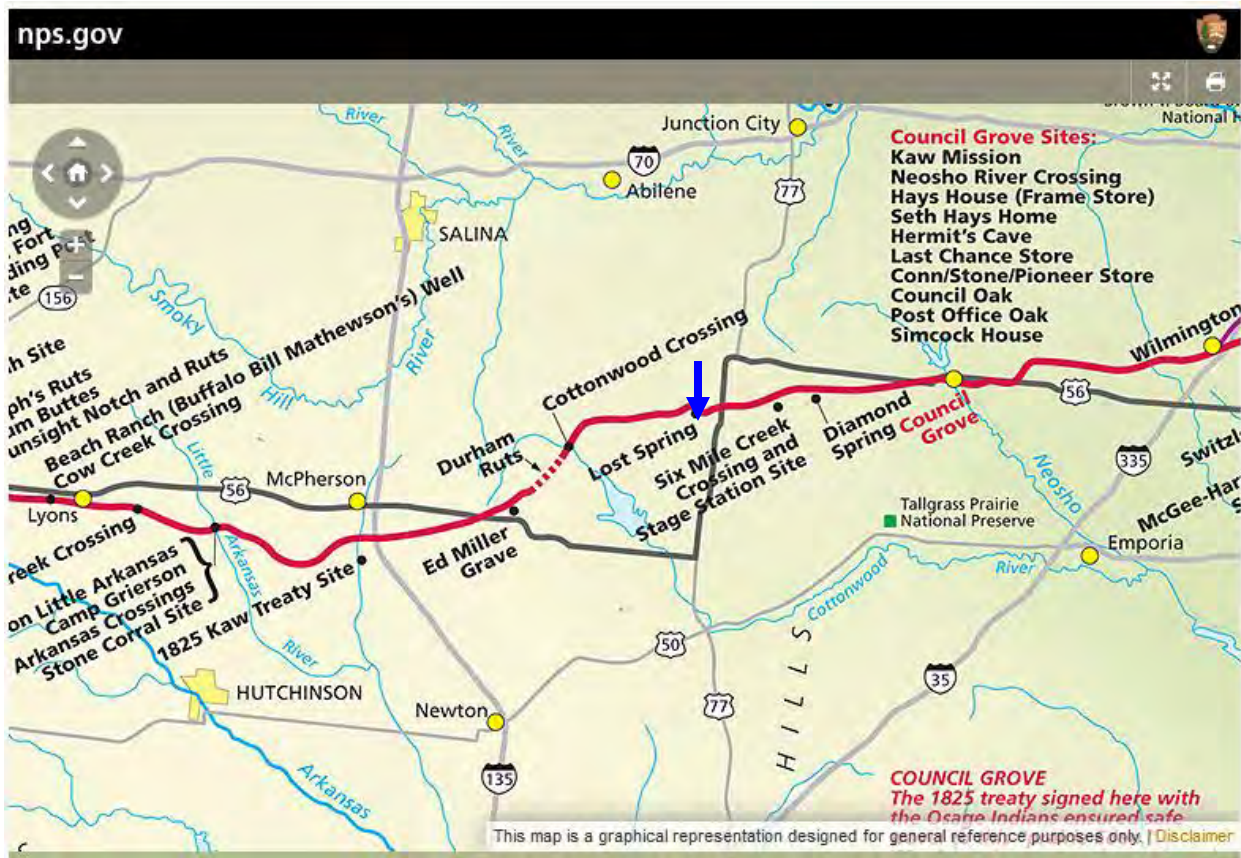 nps.gov
National H
River
River
Junction City
70
Abilene
77
Council Grove Sites:
Kaw Mission
Neosho River Crossing
Hays House (Frame Store)
Seth Hays Home
Hermit's Cave
Last Chance Store
Conn/Stone/Pioneer Store
Council Oak
Post Office Oak
Simcock House
SALINA
156
Smoky
Hill
River
Wilmington
Cottonwood Crossing
Beach Ranch (Buffalo Bill Mathewson's) Well
Cow Creek Crossing
Little
Arkansas
River
56
McPherson
Lyons
Durham
Ruts
Lost Spring
Six Mile Creek
Crossing and
Stage Station Site
Diamond
Spring
Council
Grove
56
Neosho
335
Tallgrass Prairie
National Preserve
Emporia
River
Cottonwood
Ed Miller
Grave
Camp Grierson
Arkansas Crossings
Stone Corral Site
1825 Kaw Treaty Site
HUTCHINSON
Newton
50
77
35
135
HILLS
Arkansas
COUNCIL GROVE
The 1825 treaty signed here with
the Osage Indians ensured safe
This map is a graphical representation designed for general reference purposes only. | Disclaimer